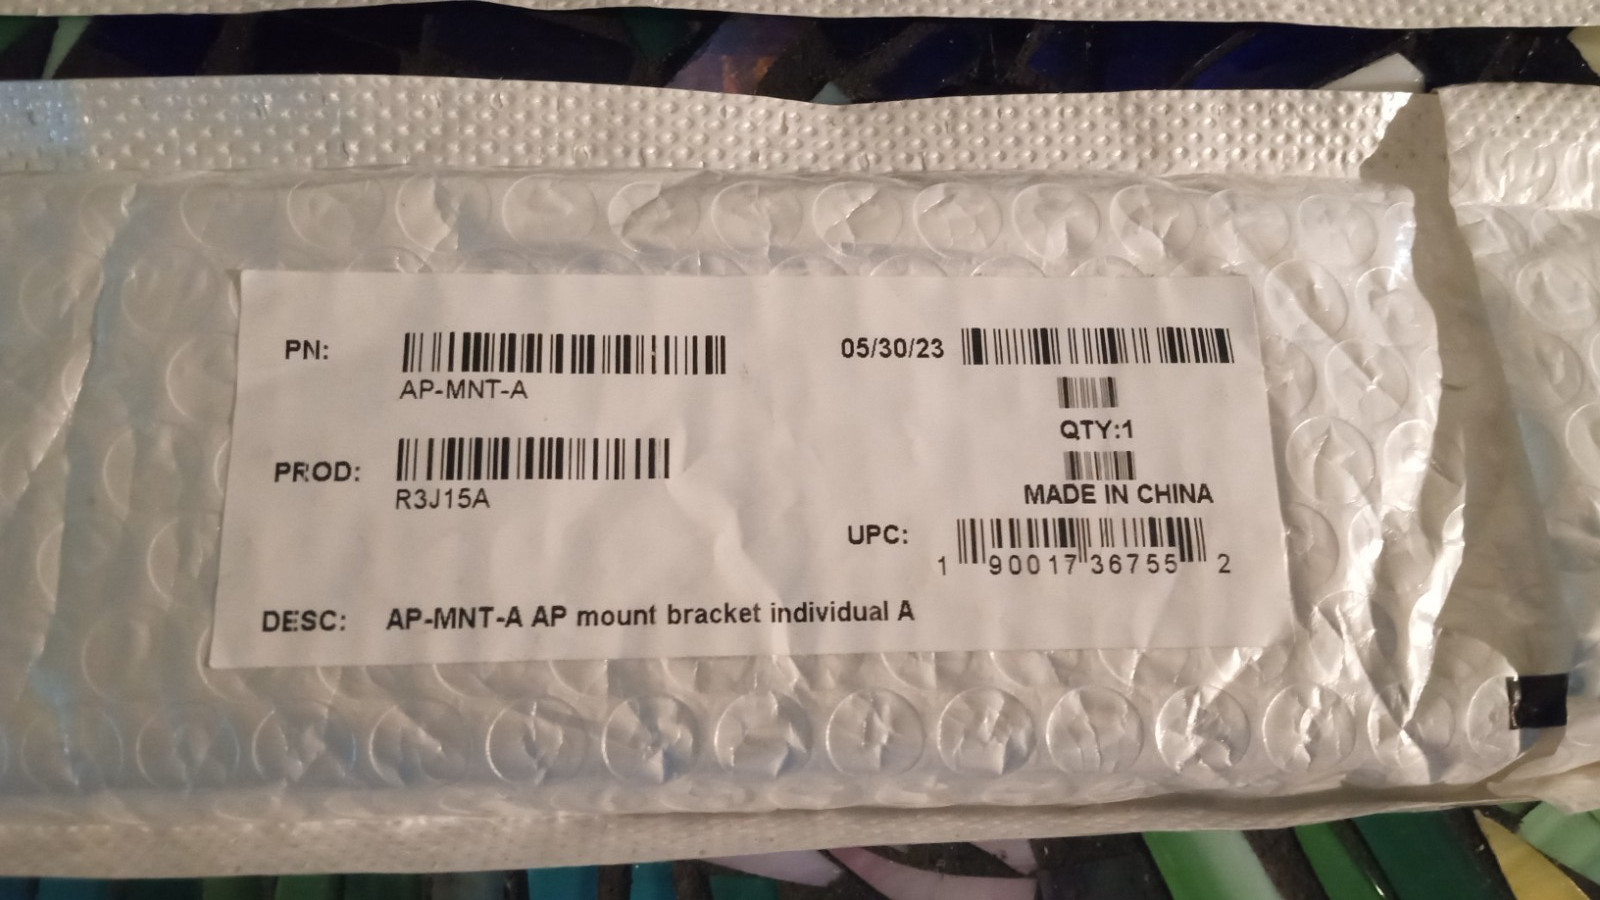 PN:
AP-MNT-A
05/30/23
QTY:1
PROD:
R3J15A
MADE IN CHINA
UPC:
1 90017 36755 2
DESC: AP-MNT-A AP mount bracket individual A